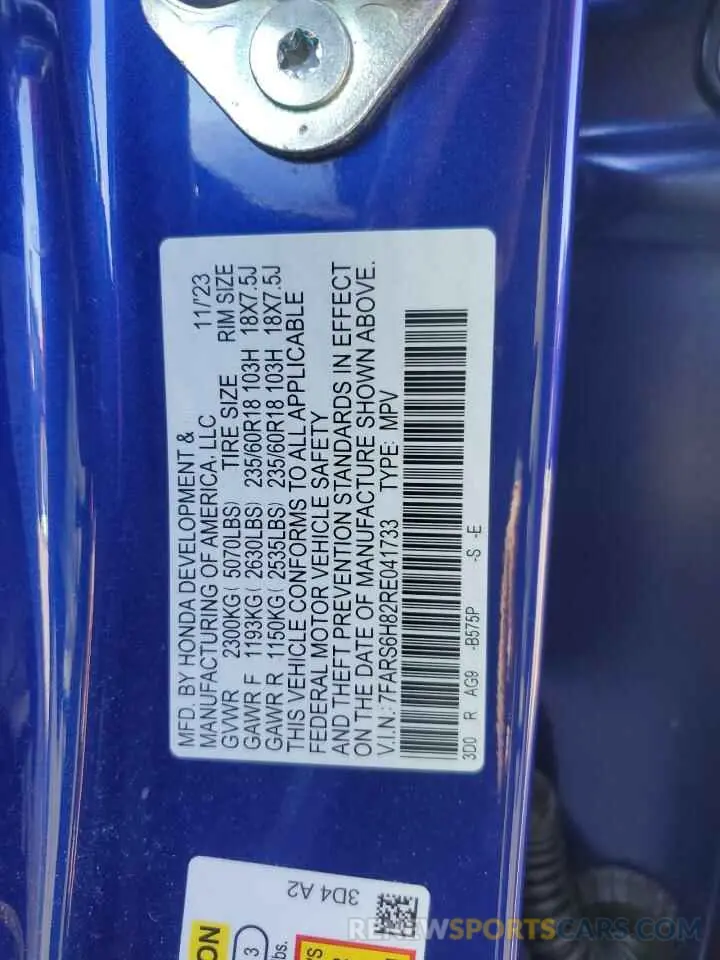 MFD. BY HONDA DEVELOPMENT &
MANUFACTURING OF AMERICA, LLC 11/'23
GVWR 2300KG ( 5070LBS) TIRE SIZE RIM SIZE
GAWR F 1193KG ( 2630LBS) 235/60R18 103H 18X7.5J
GAWR R 1150KG ( 2535LBS) 235/60R18 103H 18X7.5J
THIS VEHICLE CONFORMS TO ALL APPLICABLE
FEDERAL MOTOR VEHICLE SAFETY
AND THEFT PREVENTION STANDARDS IN EFFECT
ON THE DATE OF MANUFACTURE SHOWN ABOVE.
V.I.N.: 7FARS6H82RE041733 TYPE: MPV
3D0 R AG9 -B575P -S -E
3D4 A2
3
lbs.
RENEWSPORTSCARS.COM